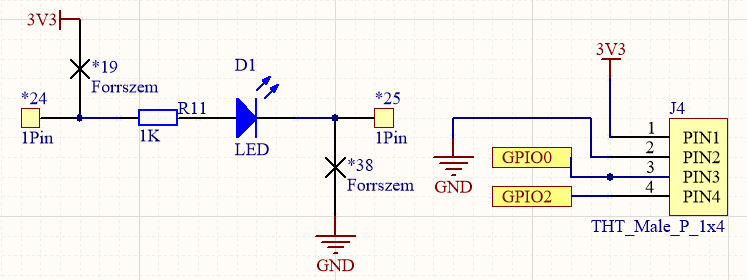 3V3
*19
Forrszem
*24
1Pin
R11
1K
D1
LED
*25
1Pin
*38
Forrszem
GND
3V3
J4
1 PIN1
2 PIN2
3 PIN3
4 PIN4
GPIO0
GPIO2
GND
THT_Male_P_1x4